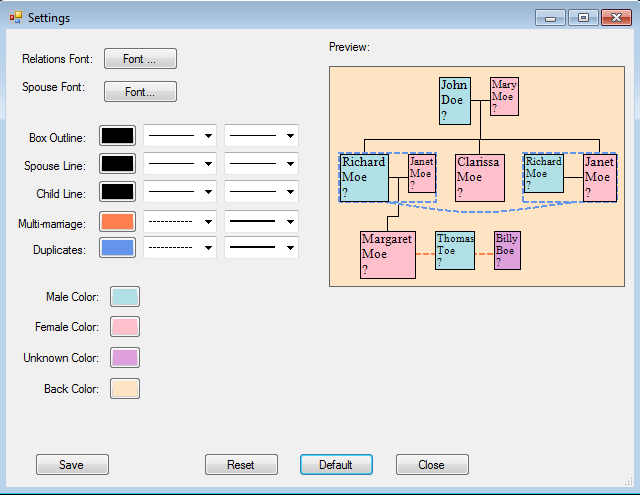 Settings
Relations Font: Font ...
Spouse Font: Font...
Box Outline:
Spouse Line:
Child Line:
Multi-marriage:
Duplicates:
Male Color:
Female Color:
Unknown Color:
Back Color:
Preview:
John
Doe
?
Mary
Moe
?
Richard
Moe
?
Janet
Moe
?
Clarissa
Moe
?
Richard
Moe
?
Janet
Moe
?
Margaret
Moe
?
Thomas
Toe
?
Billy
Boe
?
Save Reset Default Close